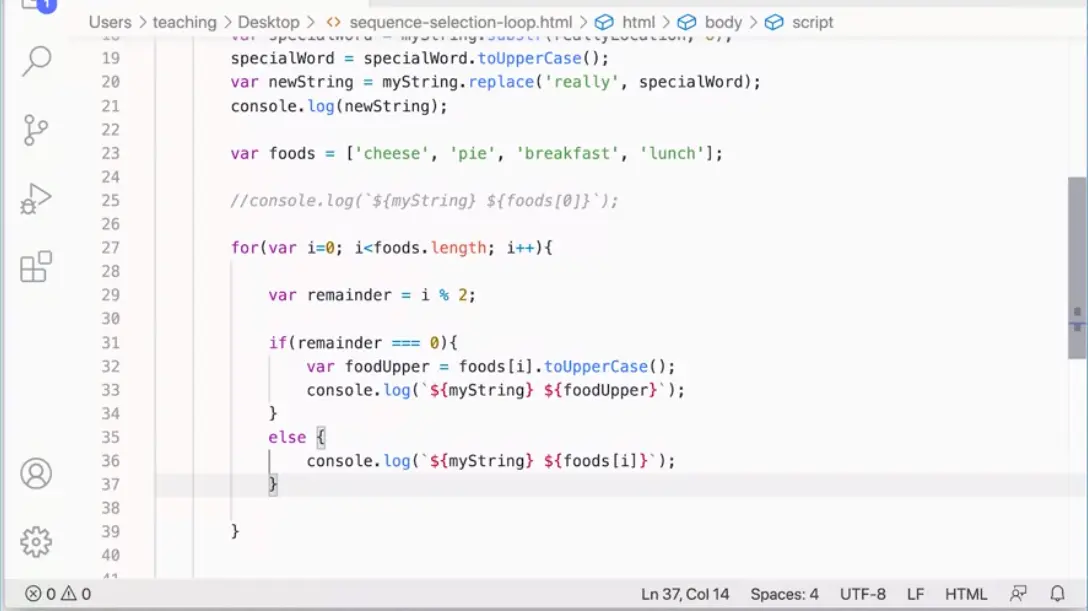 1
Users > teaching > Desktop > <> sequence-selection-loop.html > html > body > script
18 var specialWord = myString.substr(reallyLocation, 6);
19 specialWord = specialWord.toUpperCase();
20 var newString = myString.replace('really', specialWord);
21 console.log(newString);
22
23 var foods = ['cheese', 'pie', 'breakfast', 'lunch'];
24
25 //console.log(`${myString} ${foods[0]}`);
26
27 for(var i=0; i<foods.length; i++){
28
29 var remainder = i % 2;
30
31 if(remainder === 0){
32 var foodUpper = foods[i].toUpperCase();
33 console.log(`${myString} ${foodUpper}`);
34 }
35 else {
36 console.log(`${myString} ${foods[i]}`);
37 }
38
39 }
40
41
0 0 Ln 37, Col 14 Spaces: 4 UTF-8 LF HTML